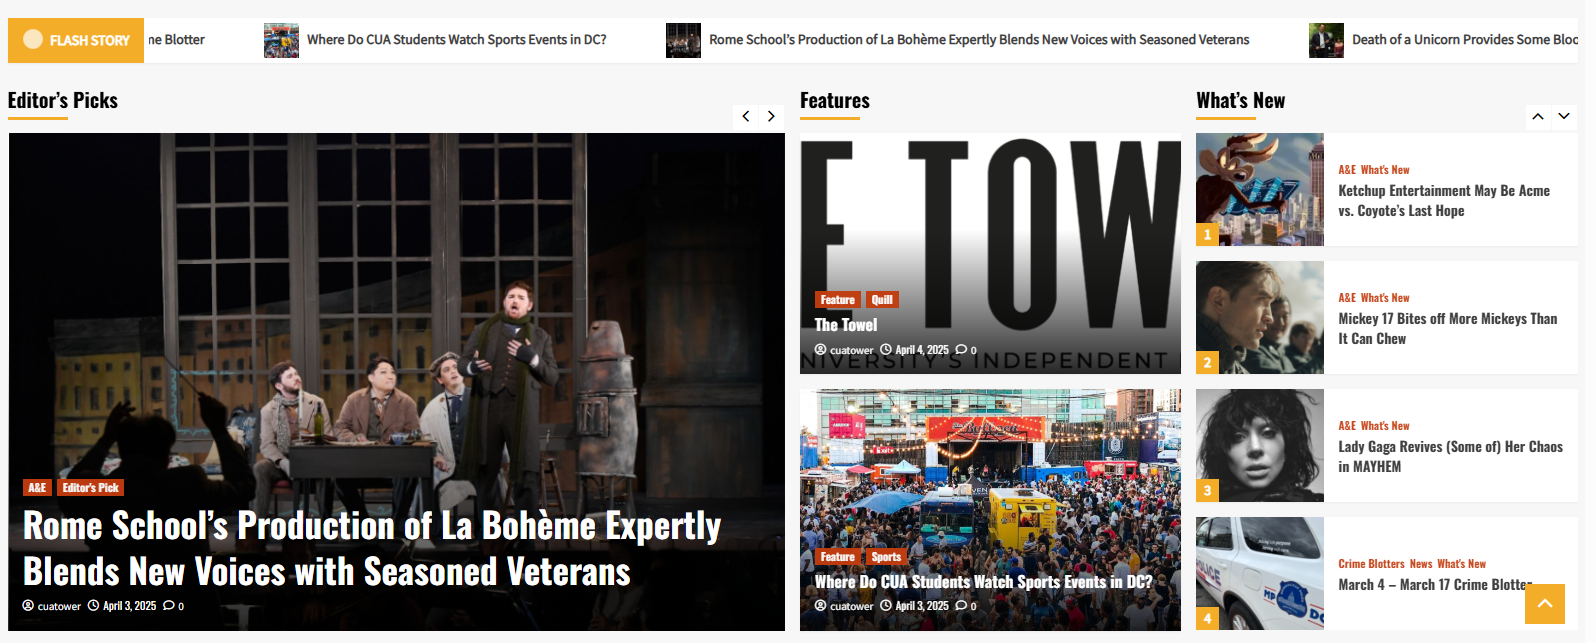 FLASH STORY
ne Blotter
Where Do CUA Students Watch Sports Events in DC?
Rome School's Production of La Bohème Expertly Blends New Voices with Seasoned Veterans
Death of a Unicorn Provides Some Bloo
Editor's Picks
A&E Editor's Pick
Rome School's Production of La Bohème Expertly
Blends New Voices with Seasoned Veterans
cuatower April 3, 2025 0
Features
E TOW
Feature Quill
The Towel
cuatower April 4, 2025 0
NIVERSITY'S INDEPENDENT
Feature Sports
Where Do CUA Students Watch Sports Events in DC?
cuatower April 3, 2025 0
What's New
1
A&E What's New
Ketchup Entertainment May Be Acme
vs. Coyote's Last Hope
2
A&E What's New
Mickey 17 Bites off More Mickeys Than
It Can Chew
3
A&E What's New
Lady Gaga Revives (Some of) Her Chaos
in MAYHEM
4
Crime Blotters News What's New
March 4 – March 17 Crime Blotter